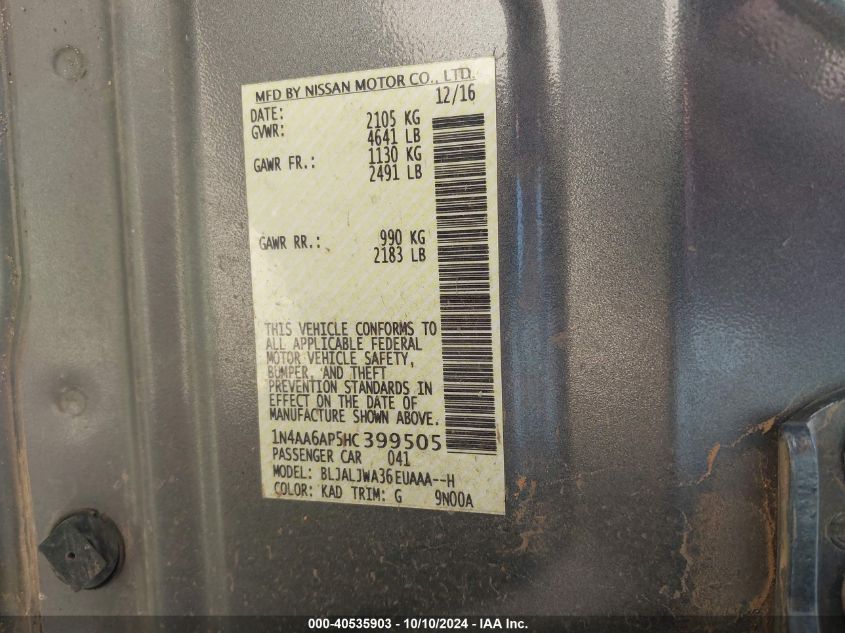 MFD BY NISSAN MOTOR CO., LTD.
DATE: 12/16
GVWR: 2105 KG
4641 LB
GAWR FR.: 1130 KG
2491 LB
GAWR RR.: 990 KG
2183 LB
THIS VEHICLE CONFORMS TO
ALL APPLICABLE FEDERAL
MOTOR VEHICLE SAFETY,
BUMPER, AND THEFT
PREVENTION STANDARDS IN
EFFECT ON THE DATE OF
MANUFACTURE SHOWN ABOVE.
1N4AA6AP5HC399505
PASSENGER CAR 041
MODEL: BLJALJWA36EUAAA--H
COLOR: KAD TRIM: G 9N00A
000-40535903 - 10/10/2024 - IAA Inc.